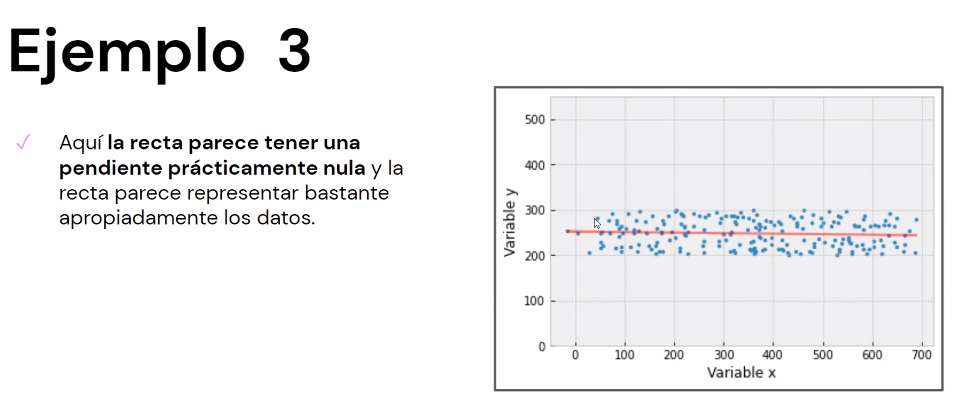 Ejemplo 3
✓ Aquí la recta parece tener una
pendiente prácticamente nula y la
recta parece representar bastante
apropiadamente los datos.
500
400
300
200
100
0
Variable y
0 100 200 300 400 500 600 700
Variable x